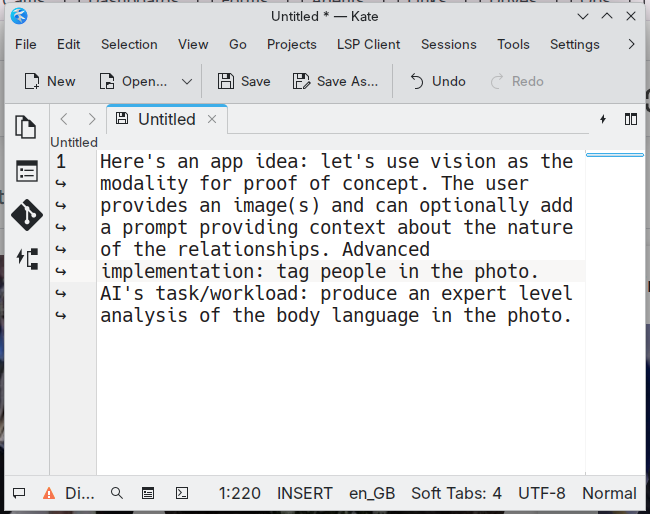 Untitled * — Kate
File Edit Selection View Go Projects LSP Client Sessions Tools Settings
New Open... Save Save As... Undo Redo
Untitled
Untitled
1 Here's an app idea: let's use vision as the
modality for proof of concept. The user
provides an image(s) and can optionally add
a prompt providing context about the nature
of the relationships. Advanced
implementation: tag people in the photo.
AI's task/workload: produce an expert level
analysis of the body language in the photo.
Di... 1:220 INSERT en_GB Soft Tabs: 4 UTF-8 Normal